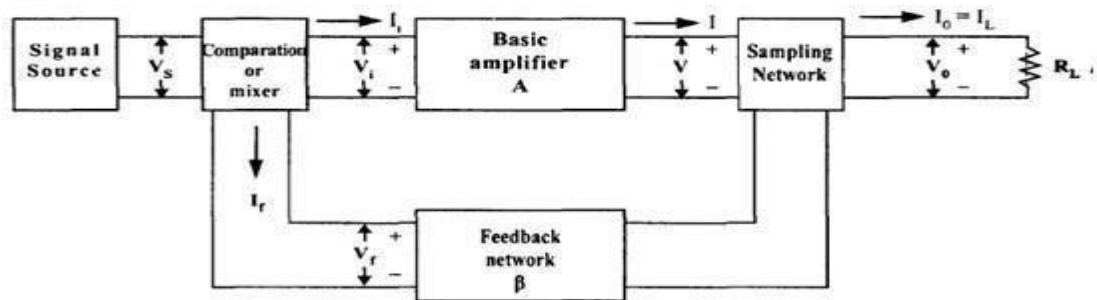 Signal
Source
V_S
Comparation
or
mixer
I_i
+
V_i
−
Basic
amplifier
A
I
+
V
−
Sampling
Network
I_o = I_L
+
V_o
−
R_L
I_f
+
V_f
−
Feedback
network
β